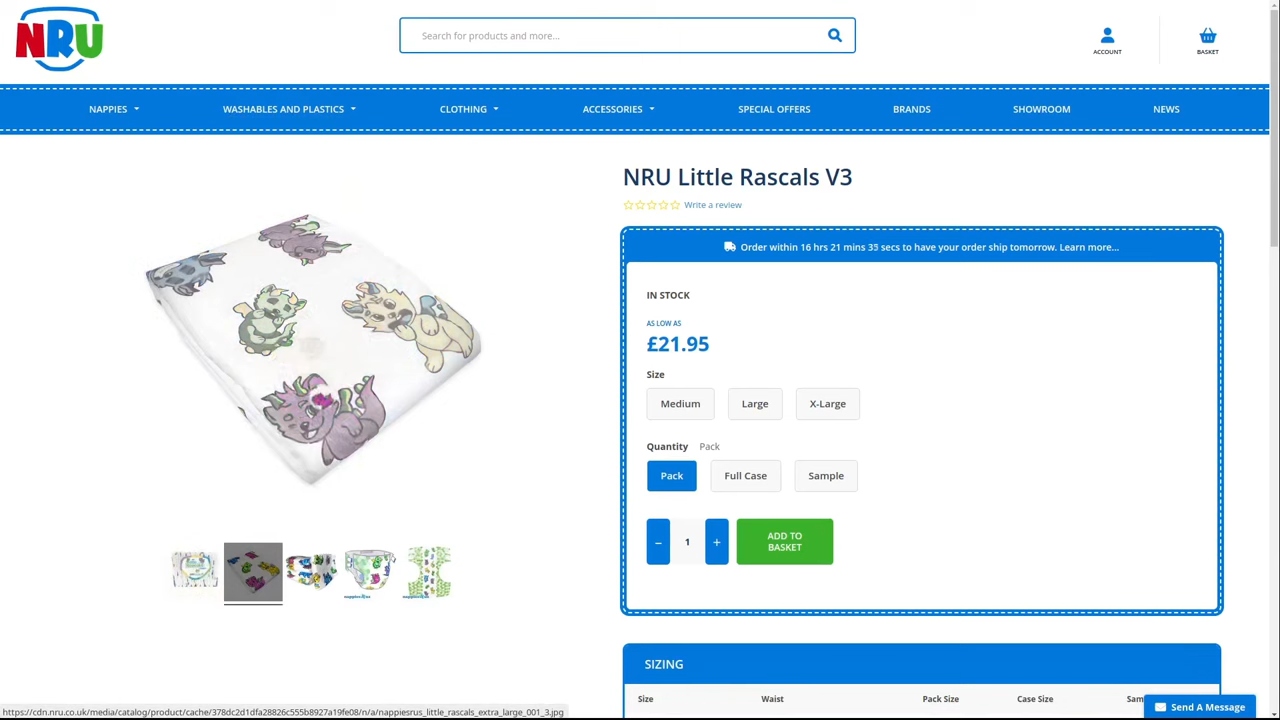 NRU
Search for products and more...
ACCOUNT
BASKET
NAPPIES
WASHABLES AND PLASTICS
CLOTHING
ACCESSORIES
SPECIAL OFFERS
BRANDS
SHOWROOM
NEWS
NRU Little Rascals V3
Write a review
Order within 16 hrs 21 mins 35 secs to have your order ship tomorrow. Learn more...
IN STOCK
AS LOW AS
£21.95
Size
Medium Large X-Large
Quantity Pack
Pack Full Case Sample
– 1 +
ADD TO
BASKET
SIZING
Size Waist Pack Size Case Size Sam
Send A Message
https://cdn.nru.co.uk/media/catalog/product/cache/378dc2d1dfa28826c555b8927a19fe08/n/a/nappiesrus_little_rascals_extra_large_001_3.jpg